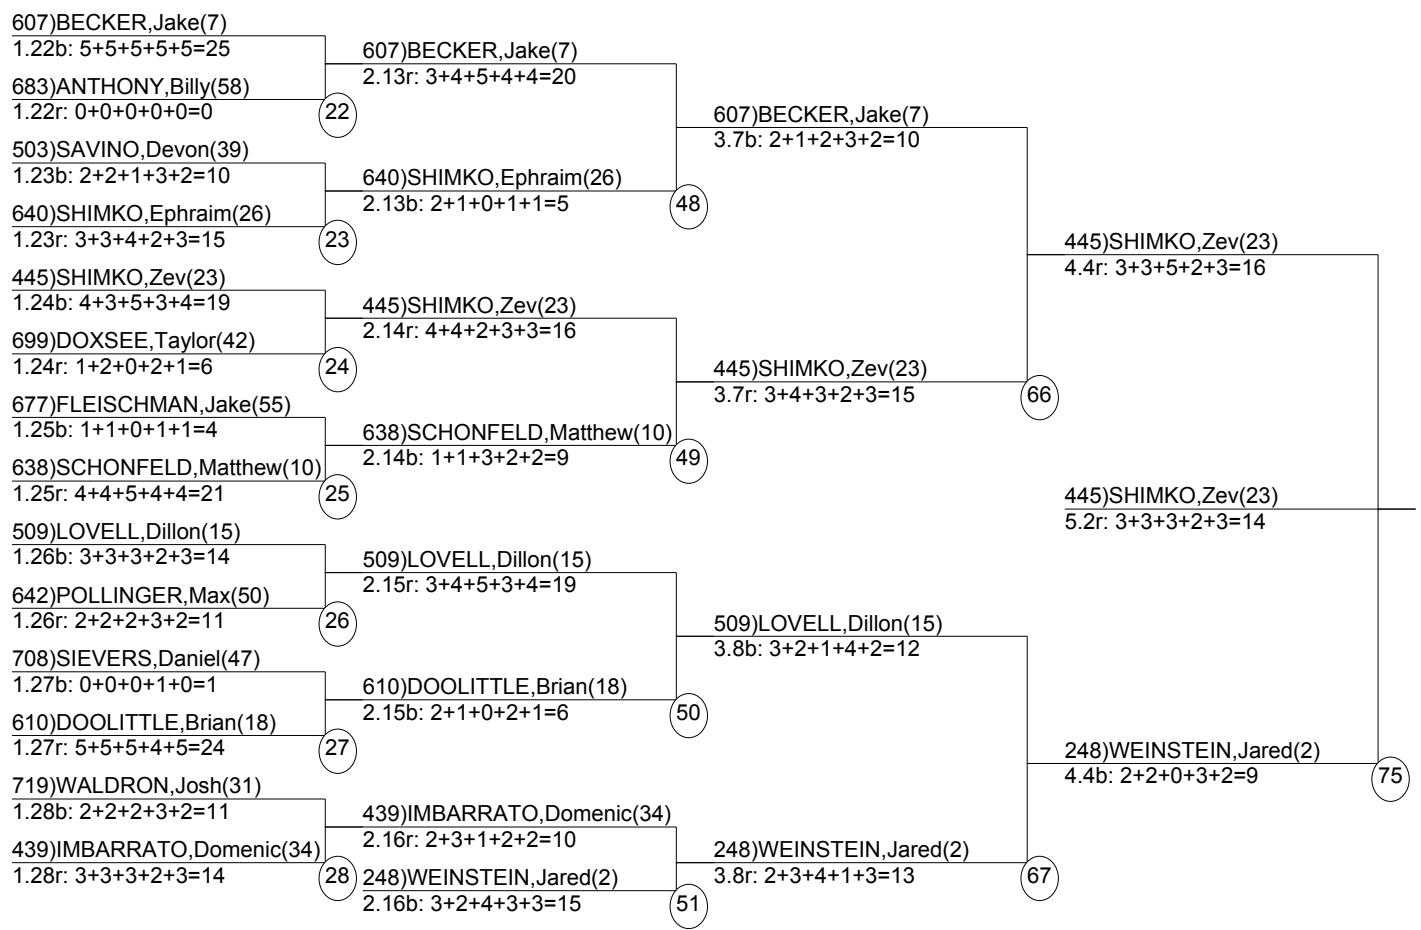 607)BECKER,Jake(7)
1.22b: 5+5+5+5+5=25
683)ANTHONY,Billy(58)
1.22r: 0+0+0+0+0=0
22
503)SAVINO,Devon(39)
1.23b: 2+2+1+3+2=10
640)SHIMKO,Ephraim(26)
1.23r: 3+3+4+2+3=15
23
445)SHIMKO,Zev(23)
1.24b: 4+3+5+3+4=19
699)DOXSEE,Taylor(42)
1.24r: 1+2+0+2+1=6
24
677)FLEISCHMAN,Jake(55)
1.25b: 1+1+0+1+1=4
638)SCHONFELD,Matthew(10)
1.25r: 4+4+5+4+4=21
25
509)LOVELL,Dillon(15)
1.26b: 3+3+3+2+3=14
642)POLLINGER,Max(50)
1.26r: 2+2+2+3+2=11
26
708)SIEVERS,Daniel(47)
1.27b: 0+0+0+1+0=1
610)DOOLITTLE,Brian(18)
1.27r: 5+5+5+4+5=24
27
719)WALDRON,Josh(31)
1.28b: 2+2+2+3+2=11
439)IMBARRATO,Domenic(34)
1.28r: 3+3+3+2+3=14
28
607)BECKER,Jake(7)
2.13r: 3+4+5+4+4=20
640)SHIMKO,Ephraim(26)
2.13b: 2+1+0+1+1=5
48
445)SHIMKO,Zev(23)
2.14r: 4+4+2+3+3=16
638)SCHONFELD,Matthew(10)
2.14b: 1+1+3+2+2=9
49
509)LOVELL,Dillon(15)
2.15r: 3+4+5+3+4=19
610)DOOLITTLE,Brian(18)
2.15b: 2+1+0+2+1=6
50
439)IMBARRATO,Domenic(34)
2.16r: 2+3+1+2+2=10
248)WEINSTEIN,Jared(2)
2.16b: 3+2+4+3+3=15
51
607)BECKER,Jake(7)
3.7b: 2+1+2+3+2=10
445)SHIMKO,Zev(23)
3.7r: 3+4+3+2+3=15
66
509)LOVELL,Dillon(15)
3.8b: 3+2+1+4+2=12
248)WEINSTEIN,Jared(2)
3.8r: 2+3+4+1+3=13
67
445)SHIMKO,Zev(23)
4.4r: 3+3+5+2+3=16
248)WEINSTEIN,Jared(2)
4.4b: 2+2+0+3+2=9
75
445)SHIMKO,Zev(23)
5.2r: 3+3+3+2+3=14